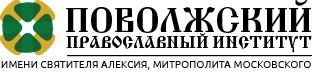 ПОВОЛЖСКИЙ
ПРАВОСЛАВНЫЙ ИНСТИТУТ
ИМЕНИ СВЯТИТЕЛЯ АЛЕКСИЯ, МИТРОПОЛИТА МОСКОВСКОГО